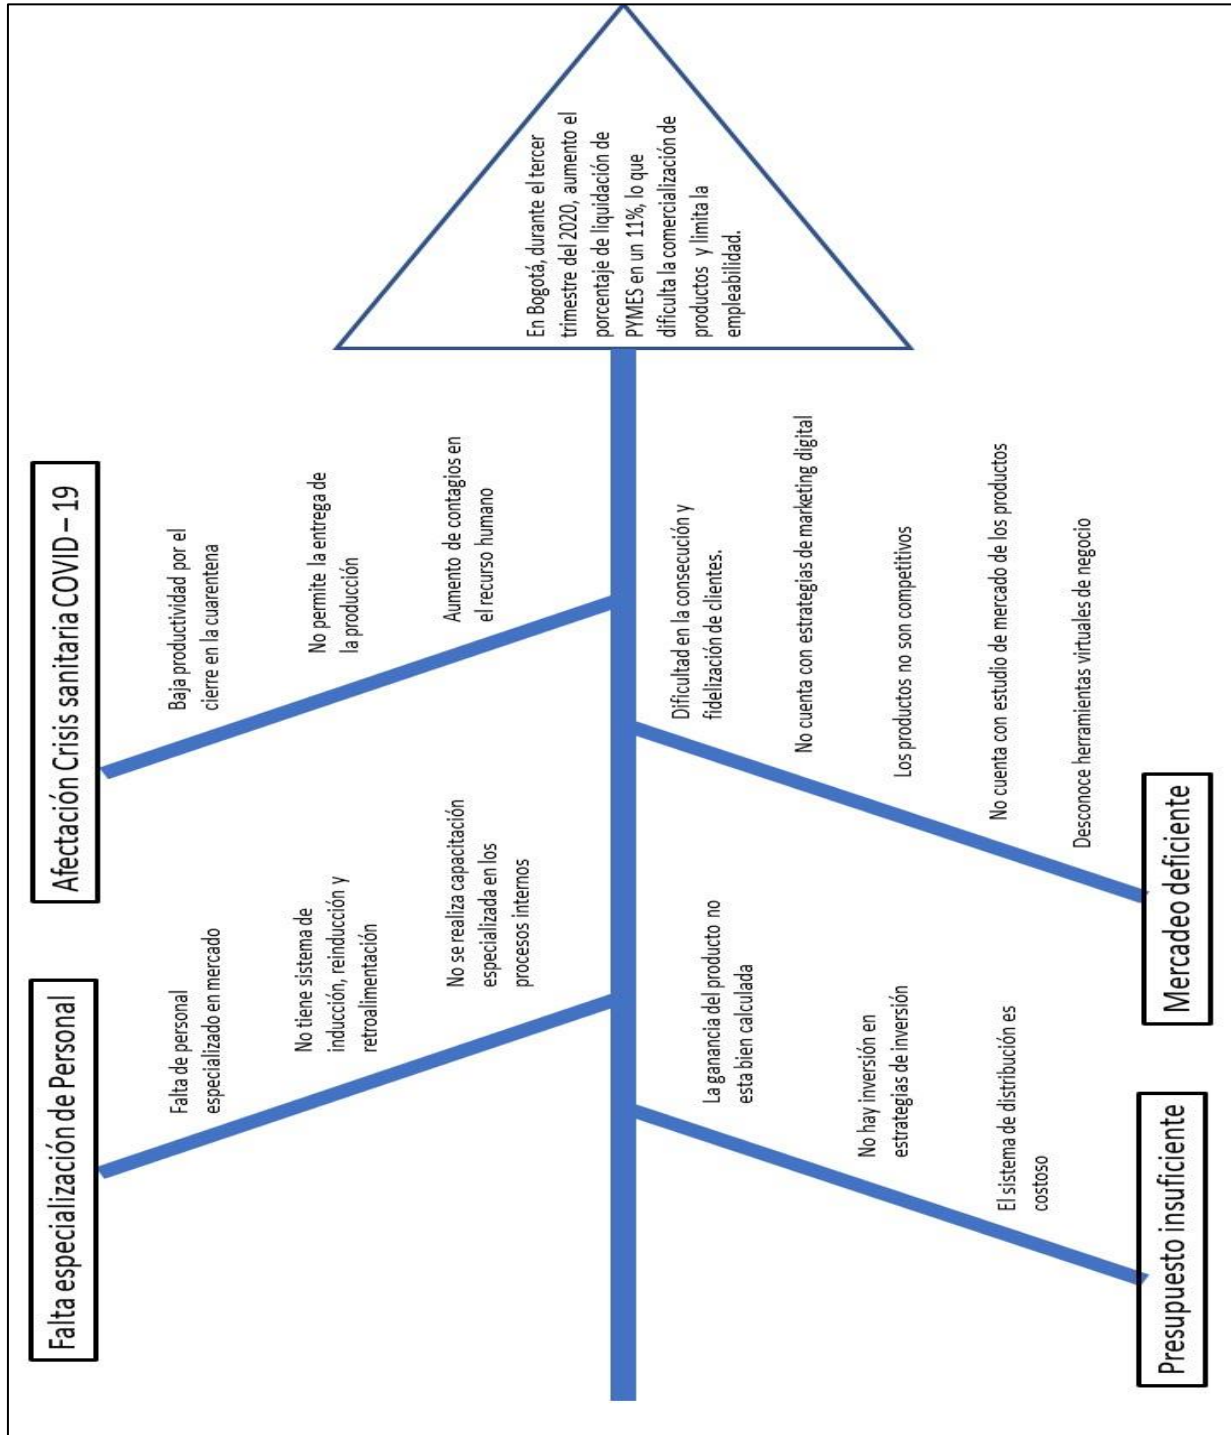 Falta especialización de Personal
Falta de personal
especializado en mercado
No tiene sistema de
inducción, reinducción y
retroalimentación
No se realiza capacitación
especializada en los
procesos internos
Afectación Crisis sanitaria COVID – 19
Baja productividad por el
cierre en la cuarentena
No permite la entrega de
la producción
Aumento de contagios en
el recurso humano
En Bogotá, durante el tercer
trimestre del 2020, aumento el
porcentaje de liquidación de
PYMES en un 11%, lo que
dificulta la comercialización de
productos y limita la
empleabilidad.
La ganancia del producto no
esta bien calculada
No hay inversión en
estrategias de inversión
El sistema de distribución es
costoso
Presupuesto insuficiente
Dificultad en la consecución y
fidelización de clientes.
No cuenta con estrategias de marketing digital
Los productos no son competitivos
No cuenta con estudio de mercado de los productos
Desconoce herramientas virtuales de negocio
Mercadeo deficiente